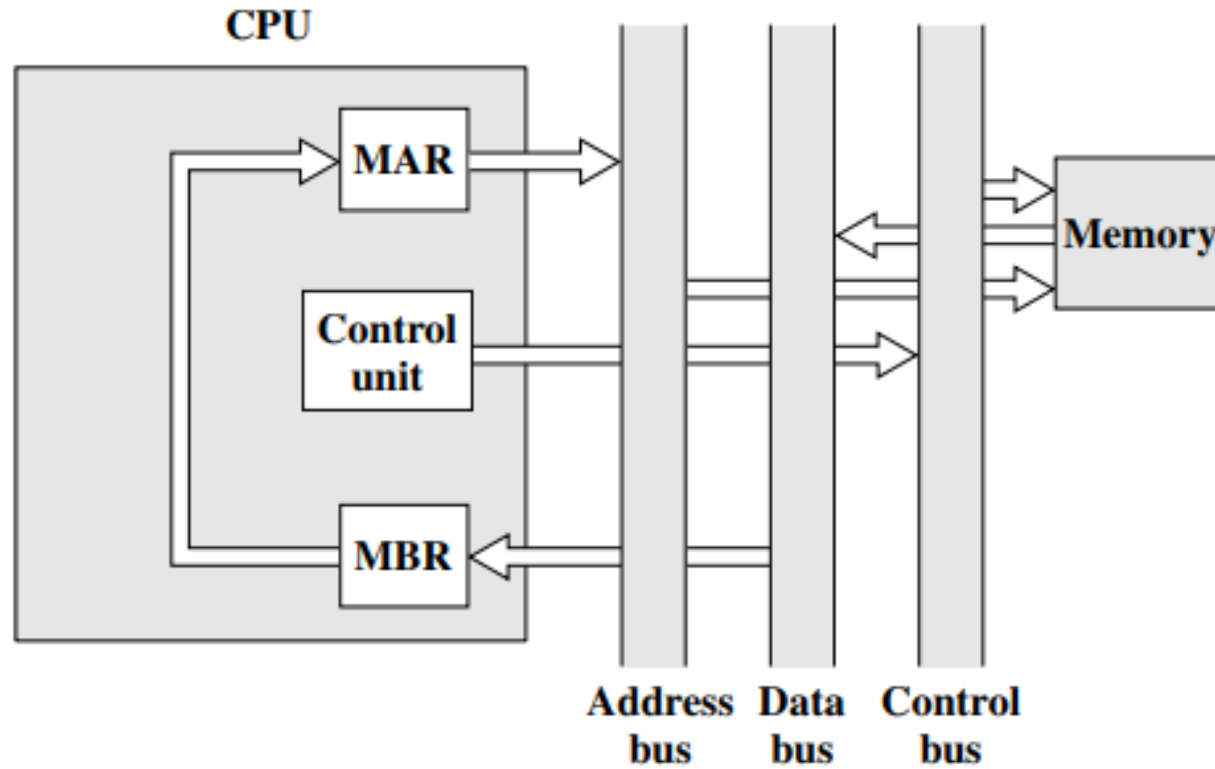 CPU
MAR
Memory
Control
unit
MBR
Address Data Control
bus bus bus